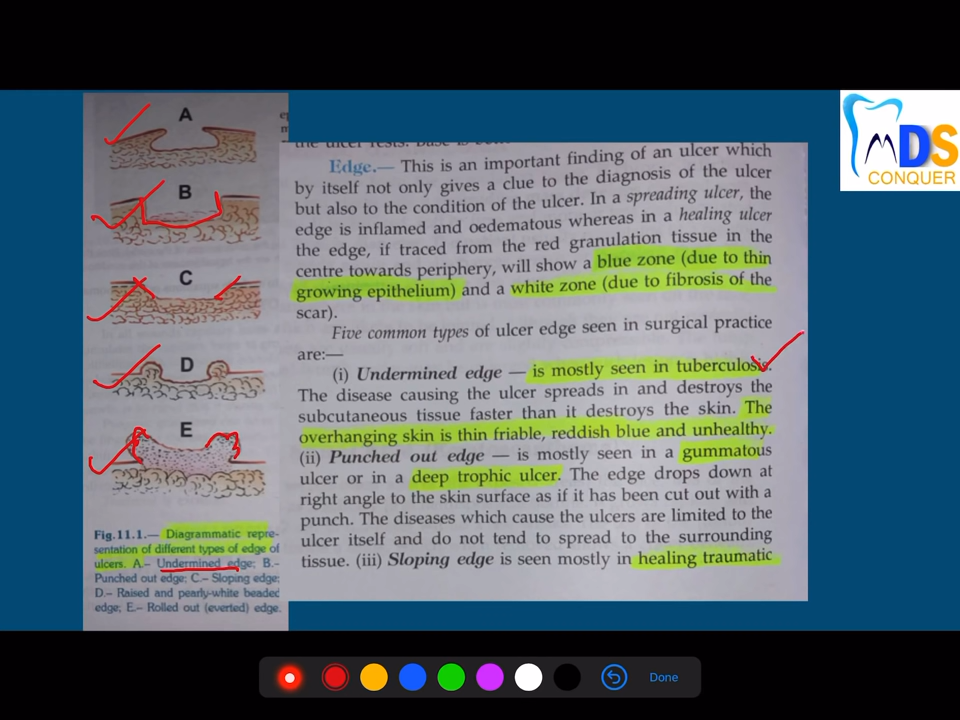 A
B
C
D
E
Fig.11.1.— Diagrammatic repre-
sentation of different types of edge of
ulcers. A.– Undermined edge; B.–
Punched out edge; C.– Sloping edge;
D.– Raised and pearly-white beaded
edge; E.– Rolled out (everted) edge.
Edge.— This is an important finding of an ulcer which
by itself not only gives a clue to the diagnosis of the ulcer
but also to the condition of the ulcer. In a spreading ulcer, the
edge is inflamed and oedematous whereas in a healing ulcer
the edge, if traced from the red granulation tissue in the
centre towards periphery, will show a blue zone (due to thin
growing epithelium) and a white zone (due to fibrosis of the
scar).
Five common types of ulcer edge seen in surgical practice
are:—
(i) Undermined edge — is mostly seen in tuberculosis.
The disease causing the ulcer spreads in and destroys the
subcutaneous tissue faster than it destroys the skin. The
overhanging skin is thin friable, reddish blue and unhealthy.
(ii) Punched out edge — is mostly seen in a gummatous
ulcer or in a deep trophic ulcer. The edge drops down at
right angle to the skin surface as if it has been cut out with a
punch. The diseases which cause the ulcers are limited to the
ulcer itself and do not tend to spread to the surrounding
tissue. (iii) Sloping edge is seen mostly in healing traumatic
MDS
CONQUER
Done